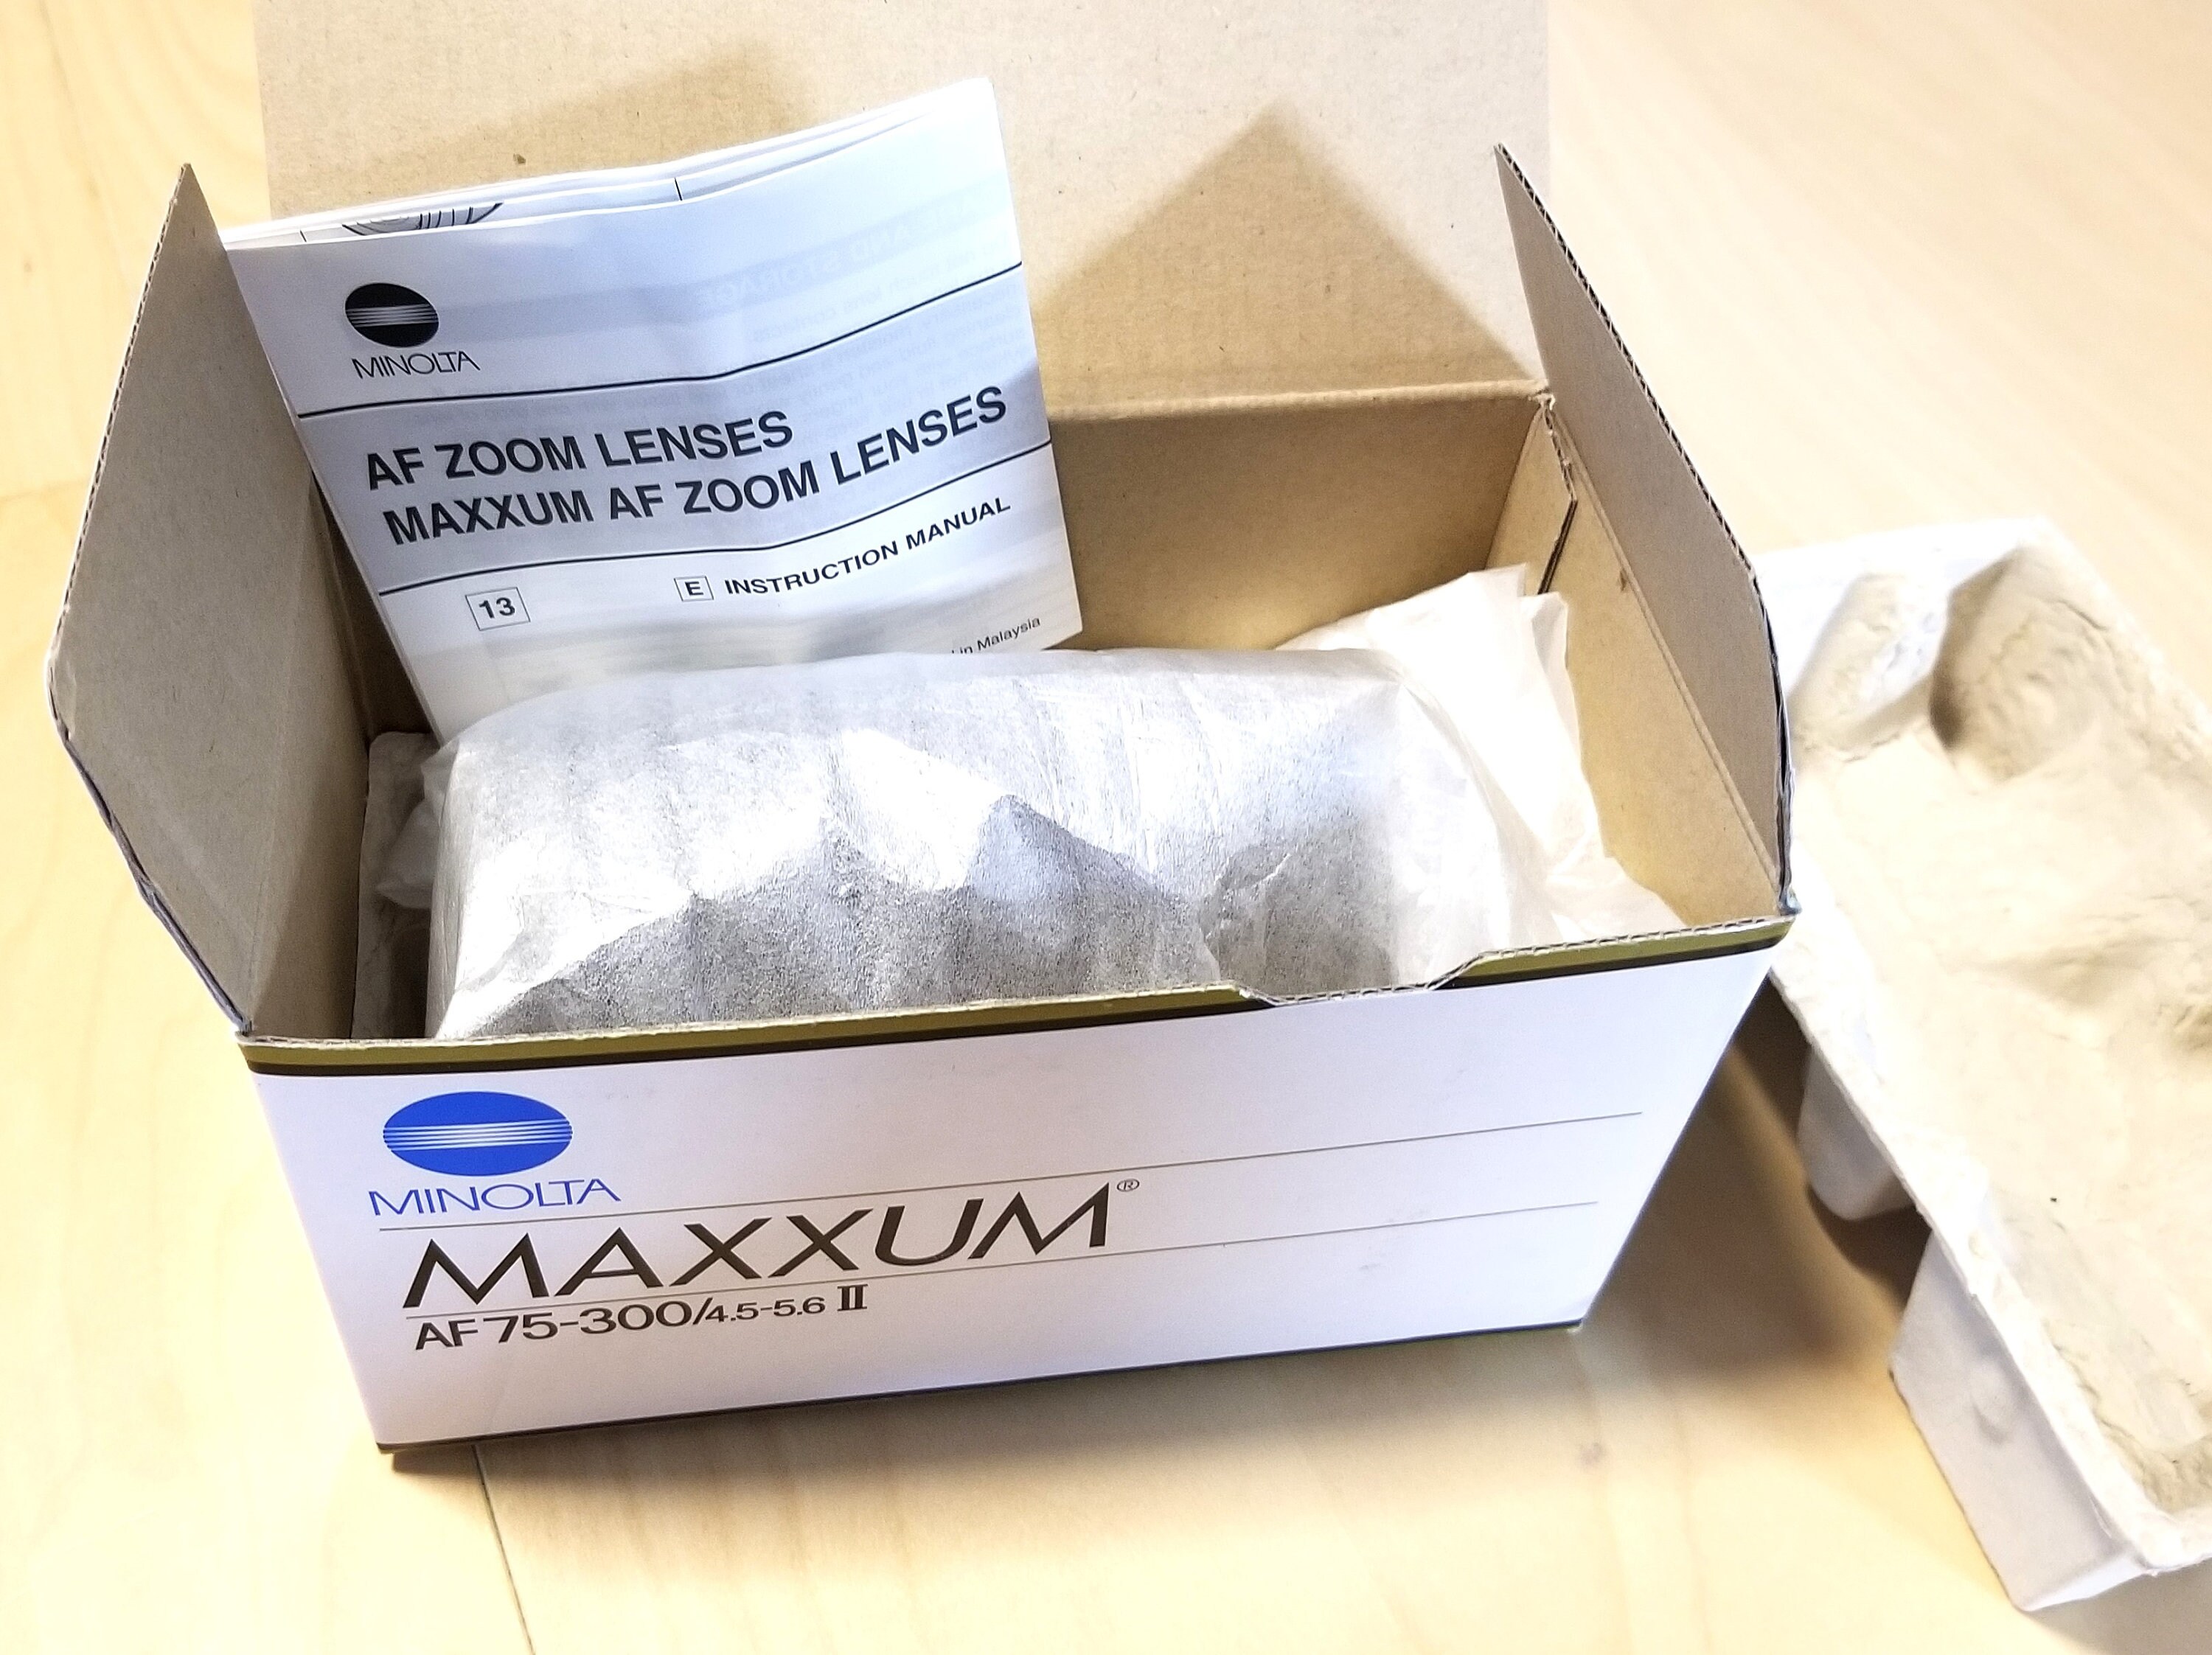 MINOLTA
AF ZOOM LENSES
MAXXUM AF ZOOM LENSES
13
E INSTRUCTION MANUAL
in Malaysia
MINOLTA
MAXXUM®
AF 75-300/4.5-5.6 II